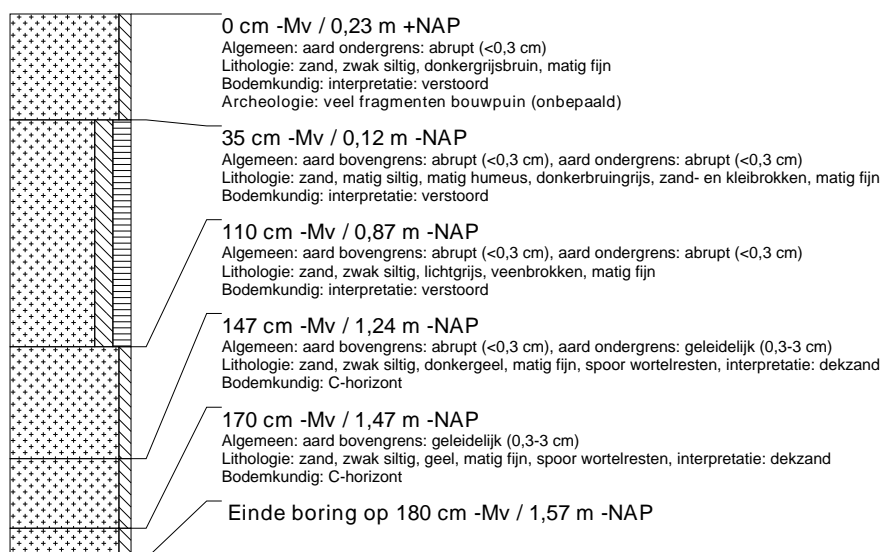 0 cm -Mv / 0,23 m +NAP
Algemeen: aard ondergrens: abrupt (<0,3 cm)
Lithologie: zand, zwak siltig, donkergrijsbruin, matig fijn
Bodemkundig: interpretatie: verstoord
Archeologie: veel fragmenten bouwpuin (onbepaald)
35 cm -Mv / 0,12 m -NAP
Algemeen: aard bovengrens: abrupt (<0,3 cm), aard ondergrens: abrupt (<0,3 cm)
Lithologie: zand, matig siltig, matig humeus, donkerbruingrijs, zand- en kleibrokken, matig fijn
Bodemkundig: interpretatie: verstoord
110 cm -Mv / 0,87 m -NAP
Algemeen: aard bovengrens: abrupt (<0,3 cm), aard ondergrens: abrupt (<0,3 cm)
Lithologie: zand, zwak siltig, lichtgrijs, veenbrokken, matig fijn
Bodemkundig: interpretatie: verstoord
147 cm -Mv / 1,24 m -NAP
Algemeen: aard bovengrens: abrupt (<0,3 cm), aard ondergrens: geleidelijk (0,3-3 cm)
Lithologie: zand, zwak siltig, donkergeel, matig fijn, spoor wortelresten, interpretatie: dekzand
Bodemkundig: C-horizont
170 cm -Mv / 1,47 m -NAP
Algemeen: aard bovengrens: geleidelijk (0,3-3 cm)
Lithologie: zand, zwak siltig, geel, matig fijn, spoor wortelresten, interpretatie: dekzand
Bodemkundig: C-horizont
Einde boring op 180 cm -Mv / 1,57 m -NAP